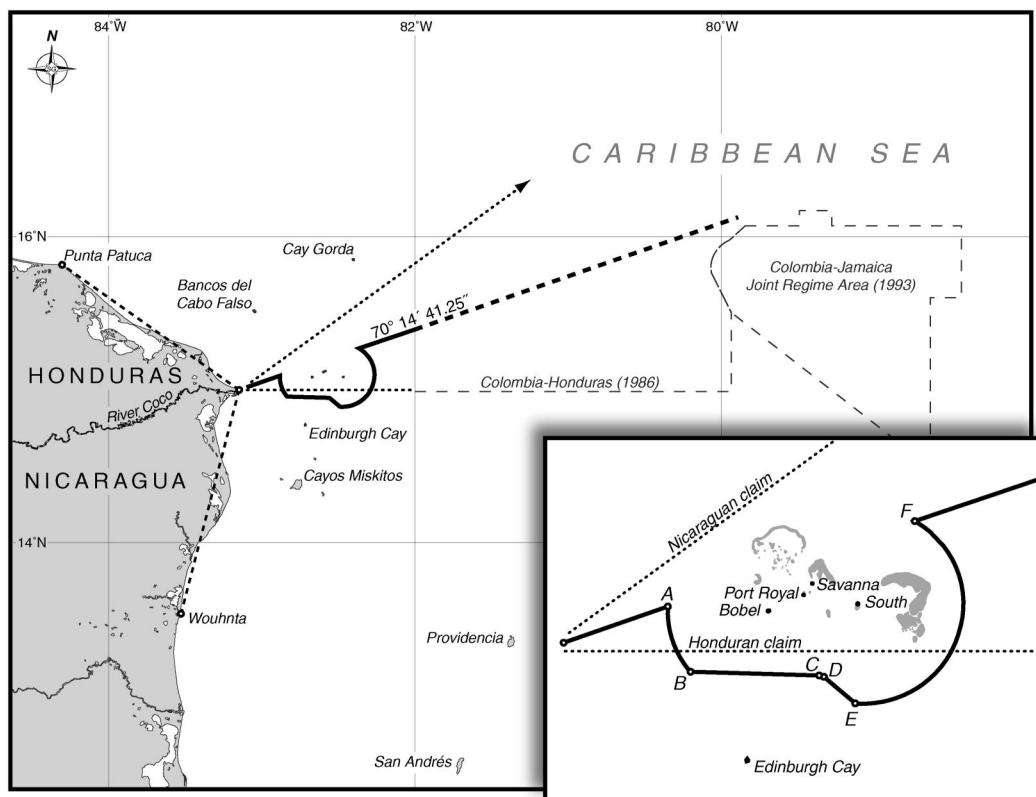 84°W
82°W
80°W
N
CARIBBEAN SEA
16°N
Punta Patuca
Cay Gorda
Bancos del
Cabo Falso
Colombia-Jamaica
Joint Regime Area (1993)
70° 14´ 41.25˝
HONDURAS
Colombia-Honduras (1986)
River Coco
Edinburgh Cay
NICARAGUA
Cayos Miskitos
14°N
Wouhnta
Providencia
San Andrés
Nicaraguan claim
F
A
Savanna
Port Royal
Bobel
South
Honduran claim
B
C
D
E
Edinburgh Cay